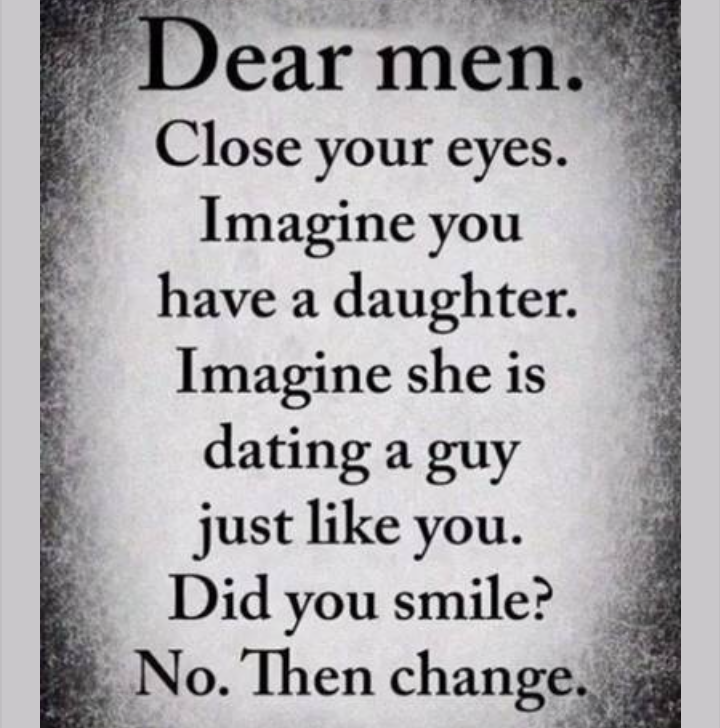 Dear men.
Close your eyes.
Imagine you
have a daughter.
Imagine she is
dating a guy
just like you.
Did you smile?
No. Then change.